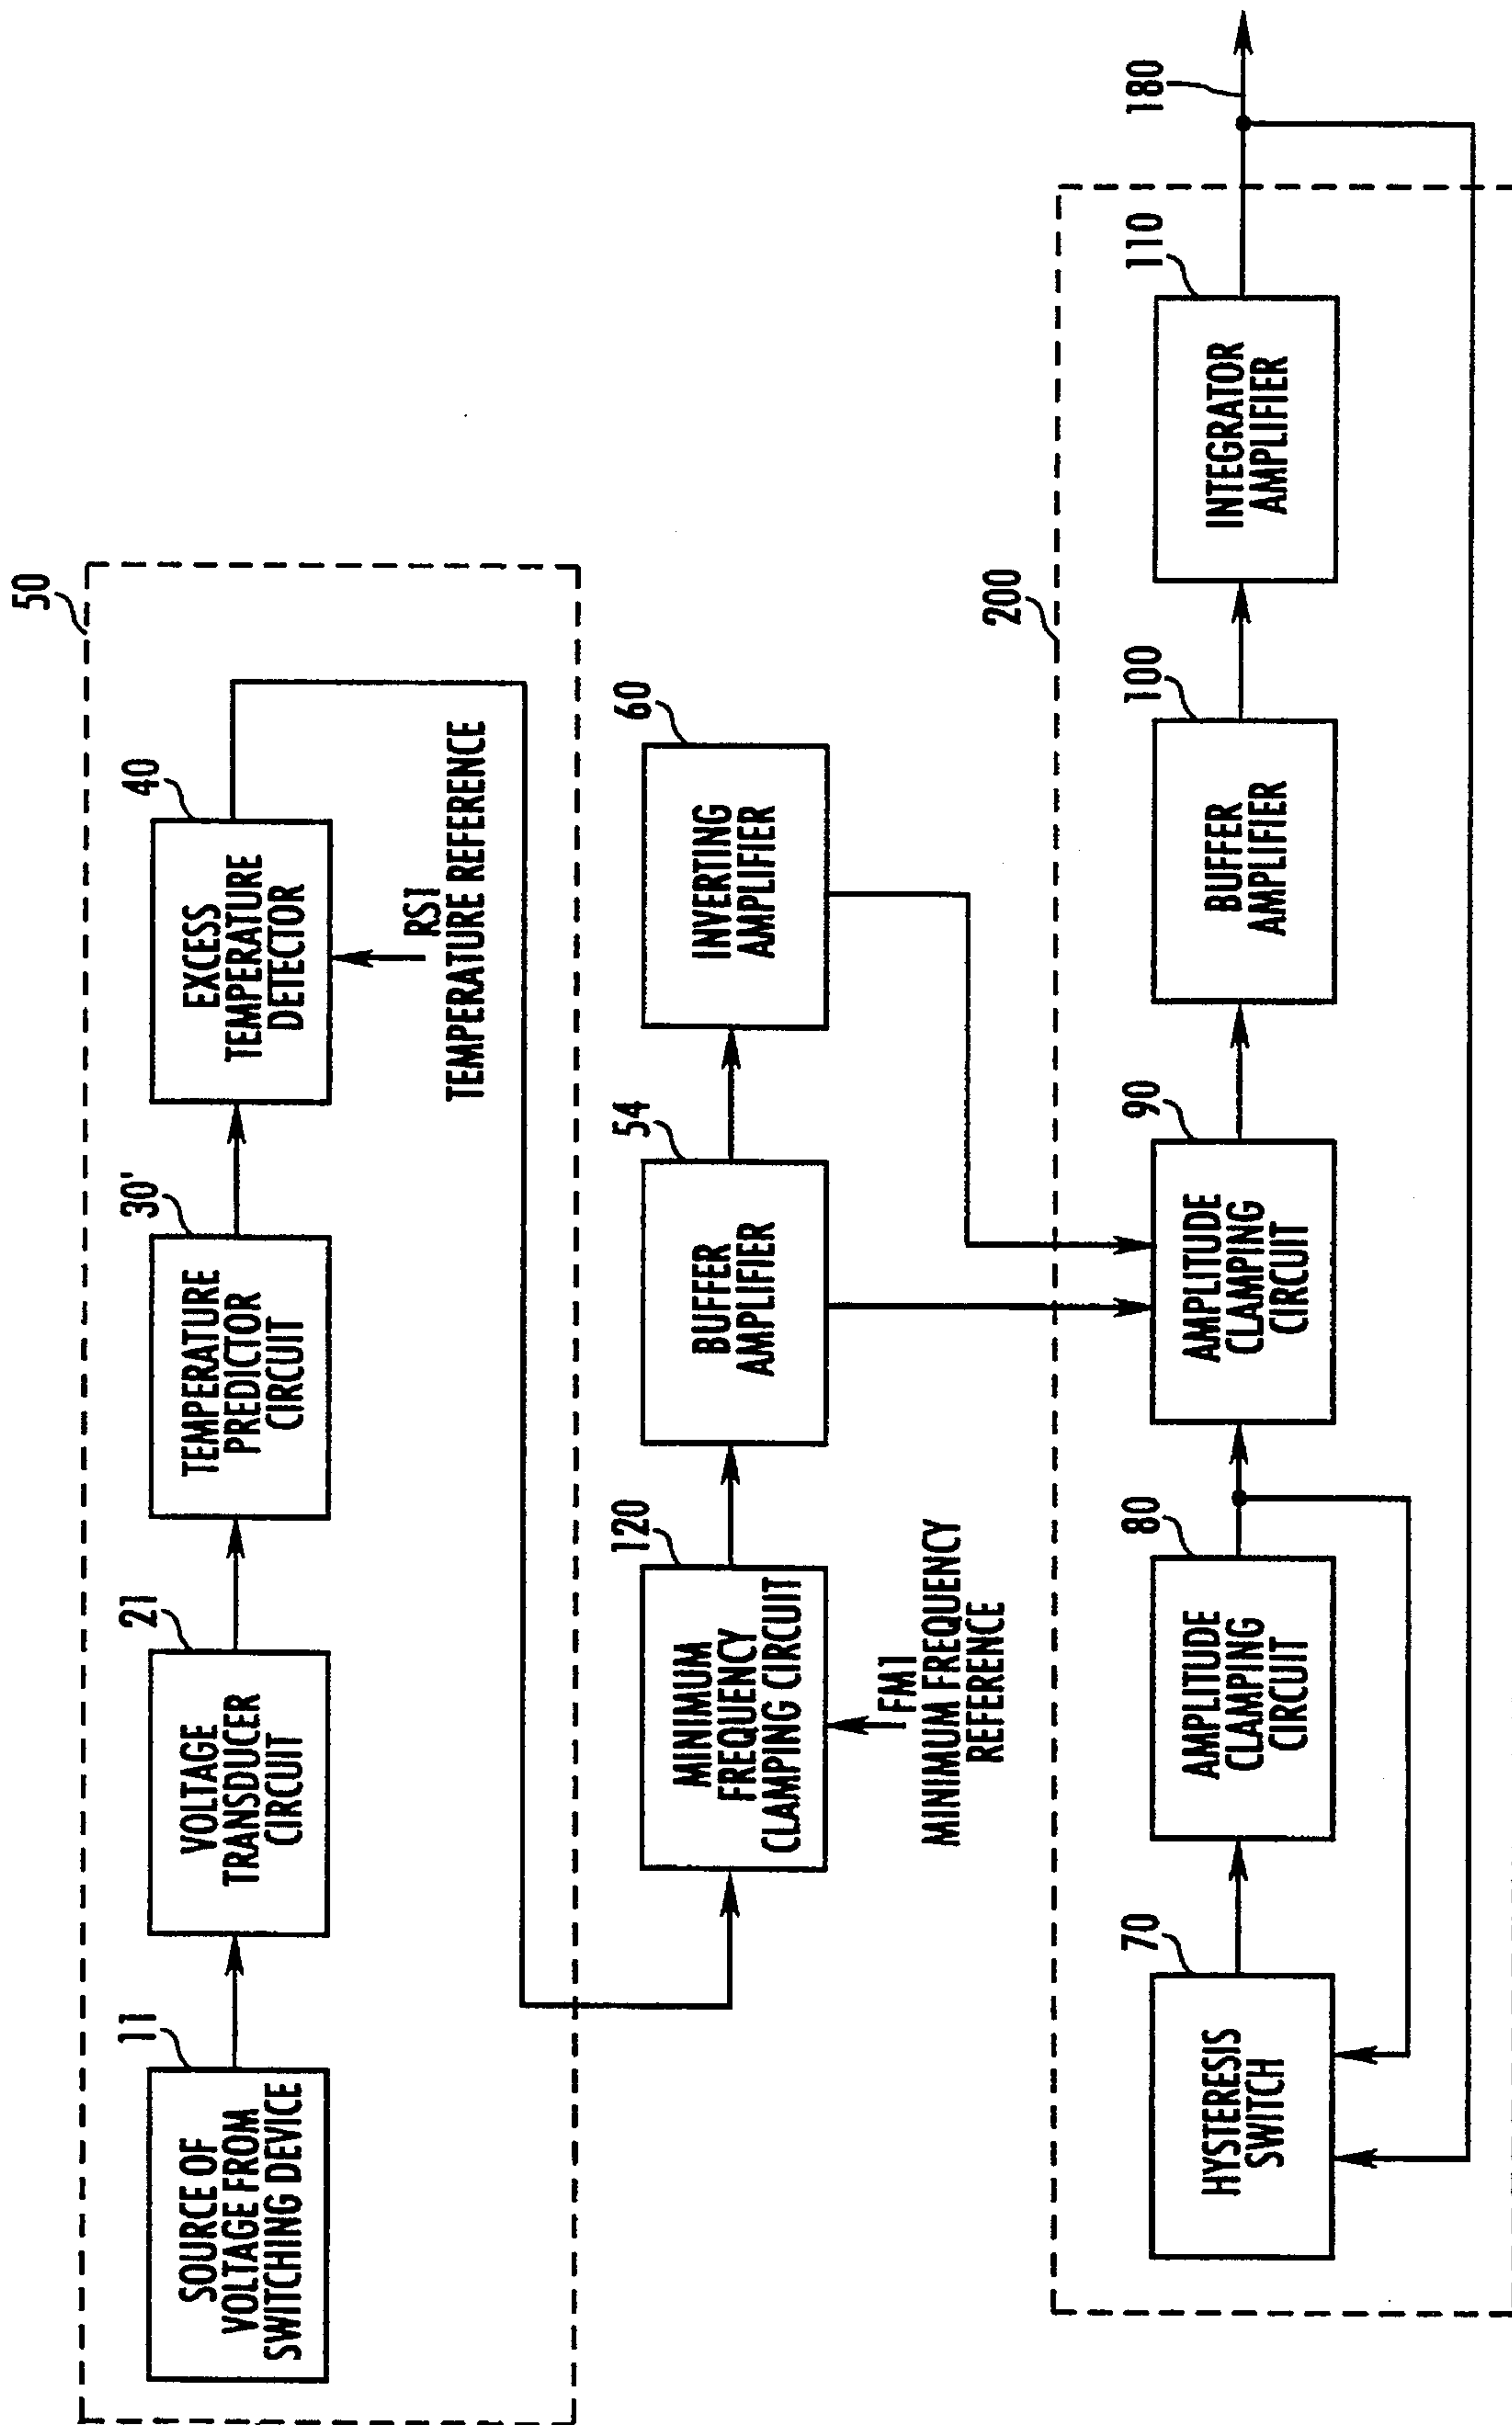 50
11
SOURCE OF
VOLTAGE FROM
SWITCHING DEVICE
21
VOLTAGE
TRANSDUCER
CIRCUIT
30'
TEMPERATURE
PREDICTOR
CIRCUIT
40
EXCESS
TEMPERATURE
DETECTOR
RS1
TEMPERATURE REFERENCE
120
MINIMUM
FREQUENCY
CLAMPING CIRCUIT
FM1
MINIMUM FREQUENCY
REFERENCE
54
BUFFER
AMPLIFIER
60
INVERTING
AMPLIFIER
200
70
HYSTERESIS
SWITCH
80
AMPLITUDE
CLAMPING
CIRCUIT
90
AMPLITUDE
CLAMPING
CIRCUIT
100
BUFFER
AMPLIFIER
110
INTEGRATOR
AMPLIFIER
180